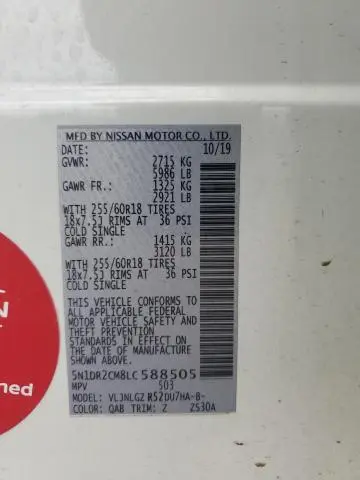 MFD BY NISSAN MOTOR CO., LTD.
DATE: 10/19
GVWR: 2715 KG
5986 LB
GAWR FR.: 1325 KG
2921 LB
WITH 255/60R18 TIRES
18x7.5J RIMS AT 36 PSI
COLD SINGLE
GAWR RR.: 1415 KG
3120 LB
WITH 255/60R18 TIRES
18x7.5J RIMS AT 36 PSI
COLD SINGLE
THIS VEHICLE CONFORMS TO
ALL APPLICABLE FEDERAL
MOTOR VEHICLE SAFETY
AND THEFT PREVENTION
STANDARDS IN EFFECT ON
THE DATE OF MANUFACTURE
SHOWN ABOVE.
5N1DR2CM8LC588505
MPV 503
MODEL: VLJNLGZ R52DU7HA-B-
COLOR: QAB TRIM: Z ZS30A
N
ned